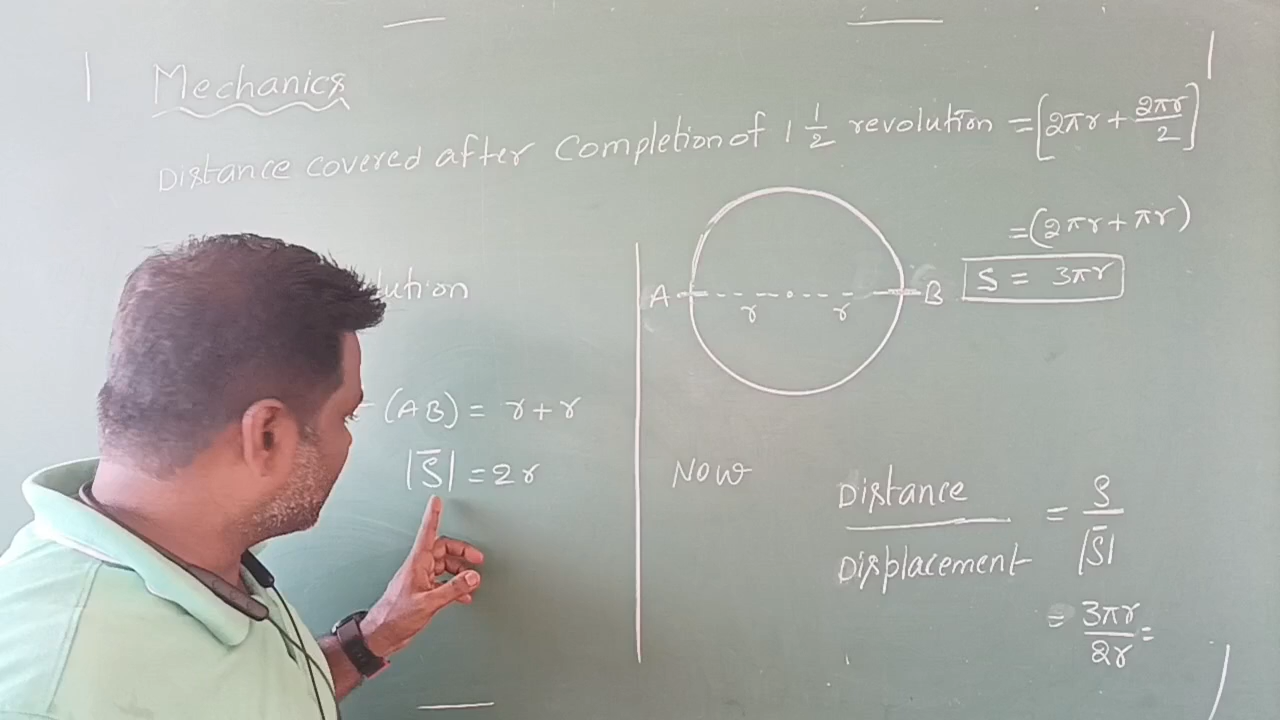 Mechanics
Distance covered after completion of 1 1/2 revolution = [2πr + 2πr/2]
= (2πr + πr)
S = 3πr
A r r B
lution
(AB) = r + r
|S̄| = 2r
Now
Distance/Displacement = S/|S̄|
= 3πr/2r =